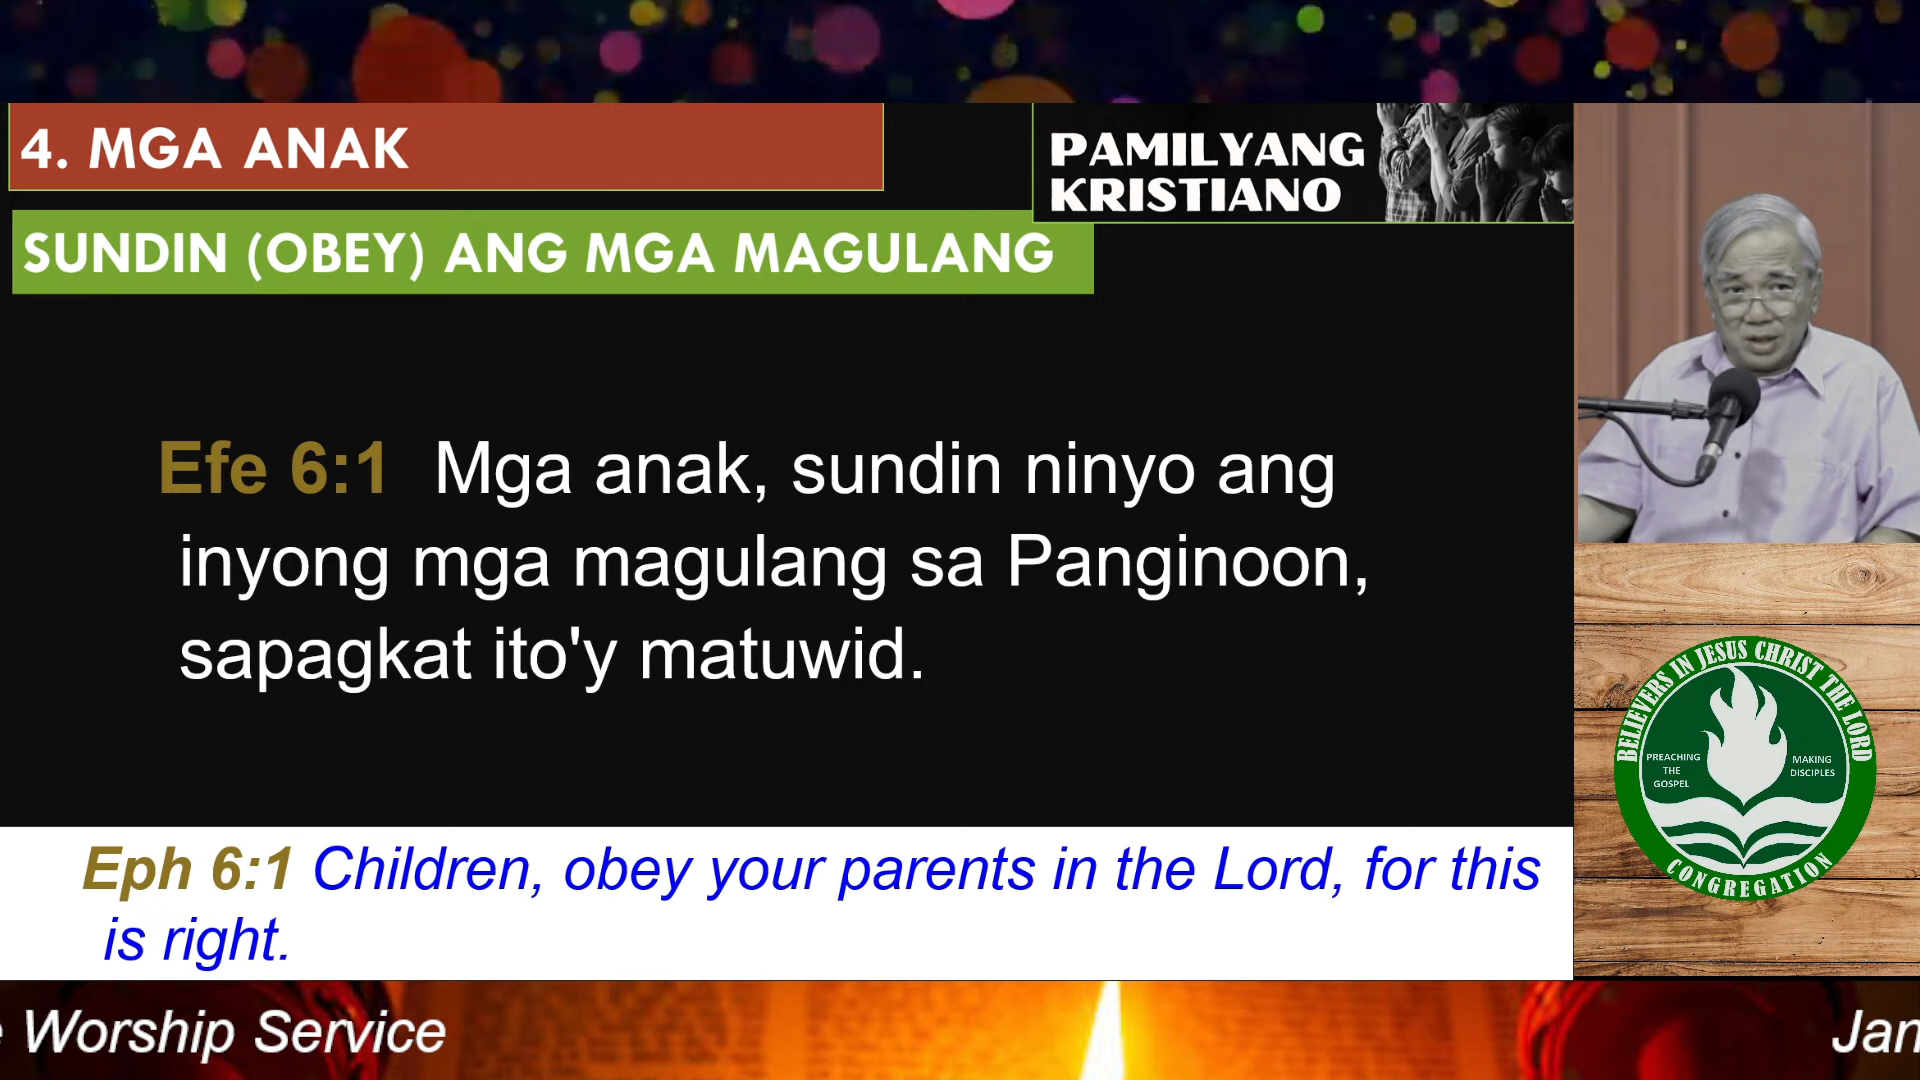 4. MGA ANAK
PAMILYANG
KRISTIANO
SUNDIN (OBEY) ANG MGA MAGULANG
Efe 6:1 Mga anak, sundin ninyo ang
inyong mga magulang sa Panginoon,
sapagkat ito'y matuwid.
Eph 6:1 Children, obey your parents in the Lord, for this
is right.
BELIEVERS IN JESUS CHRIST THE LORD
PREACHING
THE
GOSPEL
MAKING
DISCIPLES
CONGREGATION
Worship Service
Jan